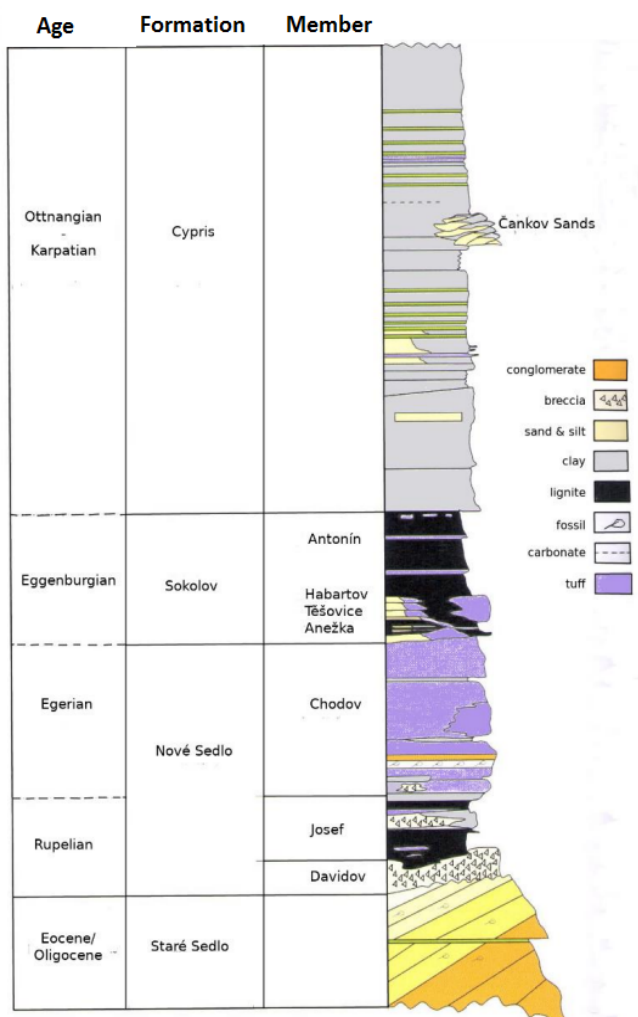 Age Formation Member
Ottnangian
-
Karpatian
Cypris
Čankov Sands
conglomerate
breccia
sand & silt
clay
lignite
fossil
carbonate
tuff
Eggenburgian
Sokolov
Antonín
Habartov
Těšovice
Anežka
Egerian
Nové Sedlo
Chodov
Rupelian
Josef
Davidov
Eocene/
Oligocene
Staré Sedlo